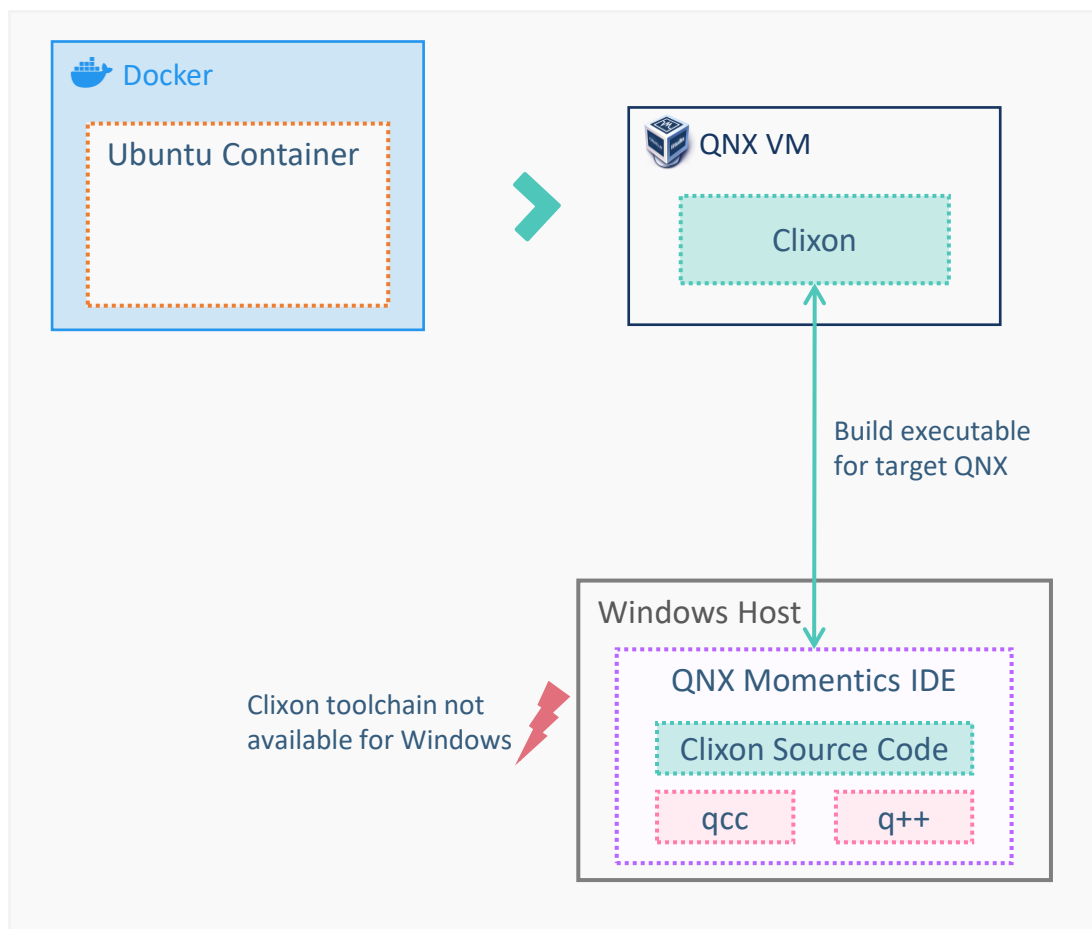 Docker
Ubuntu Container
QNX VM
Clixon
Build executable
for target QNX
Windows Host
QNX Momentics IDE
Clixon toolchain not
available for Windows
Clixon Source Code
qcc
q++